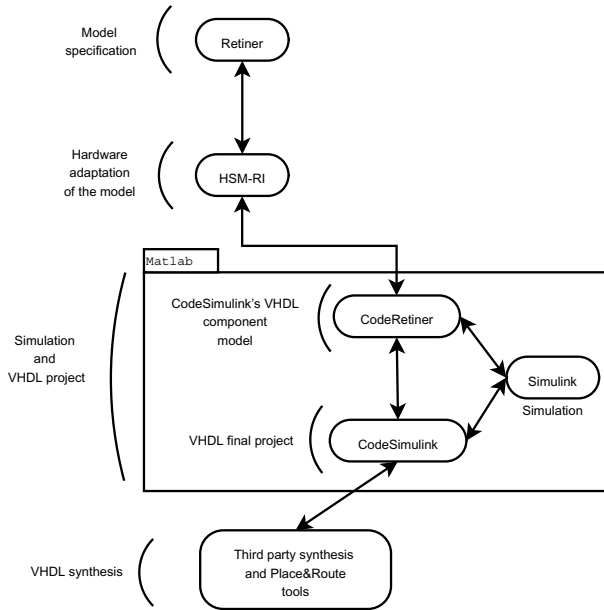 Model
specification
Retiner
Hardware
adaptation
of the model
HSM-RI
Matlab
CodeSimulink's VHDL
component
model
CodeRetiner
Simulation
and
VHDL project
Simulink
Simulation
VHDL final project
CodeSimulink
VHDL synthesis
Third party synthesis
and Place&Route
tools